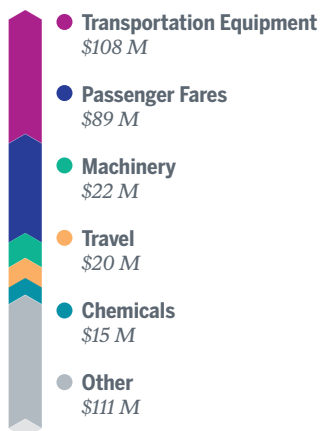 Transportation Equipment
$108 M
Passenger Fares
$89 M
Machinery
$22 M
Travel
$20 M
Chemicals
$15 M
Other
$111 M